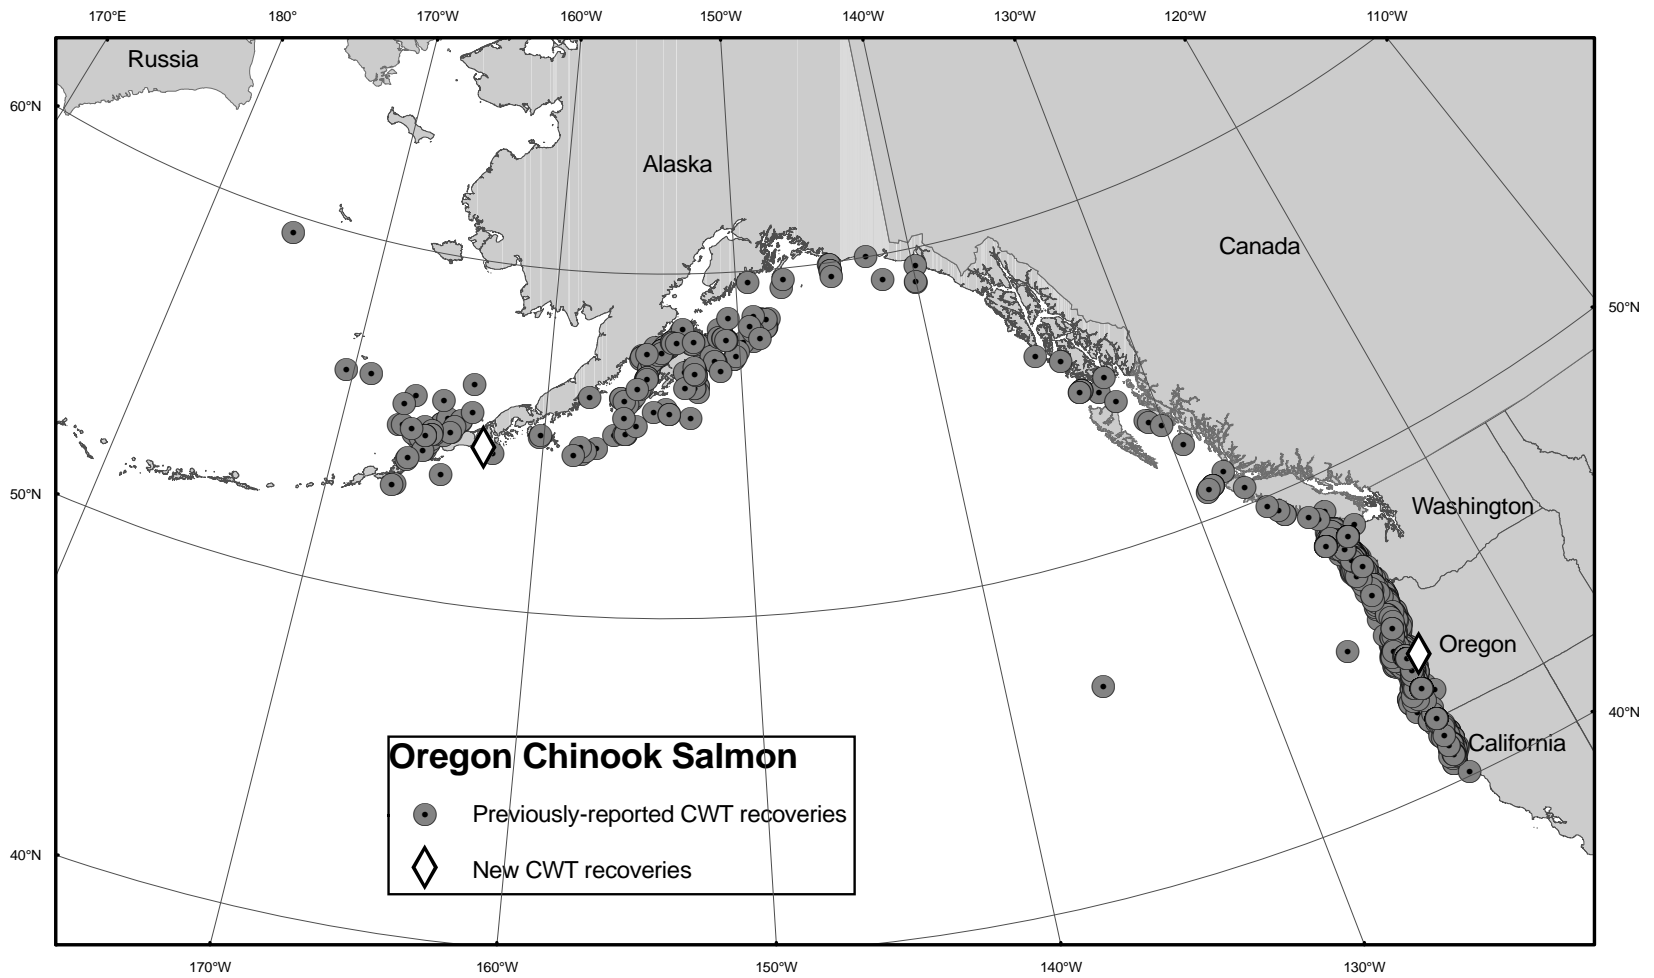 170°E 180° 170°W 160°W 150°W 140°W 130°W 120°W 110°W
Russia
60°N
Alaska
Canada
50°N
50°N
Washington
Oregon
40°N
California
Oregon Chinook Salmon
Previously-reported CWT recoveries
40°N
New CWT recoveries
170°W 160°W 150°W 140°W 130°W